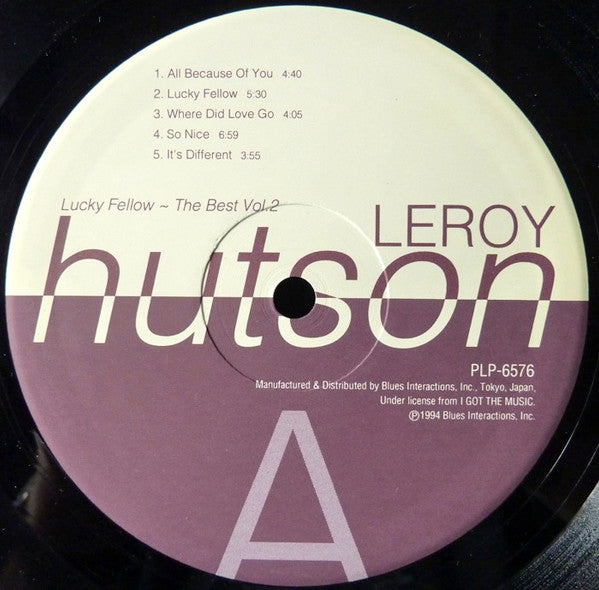 1. All Because Of You 4:40
2. Lucky Fellow 5:30
3. Where Did Love Go 4:05
4. So Nice 6:59
5. It's Different 3:55
Lucky Fellow ~ The Best Vol.2
LEROY
hutson
PLP-6576
Manufactured & Distributed by Blues Interactions, Inc., Tokyo, Japan,
Under license from I GOT THE MUSIC.
℗1994 Blues Interactions, Inc.
A